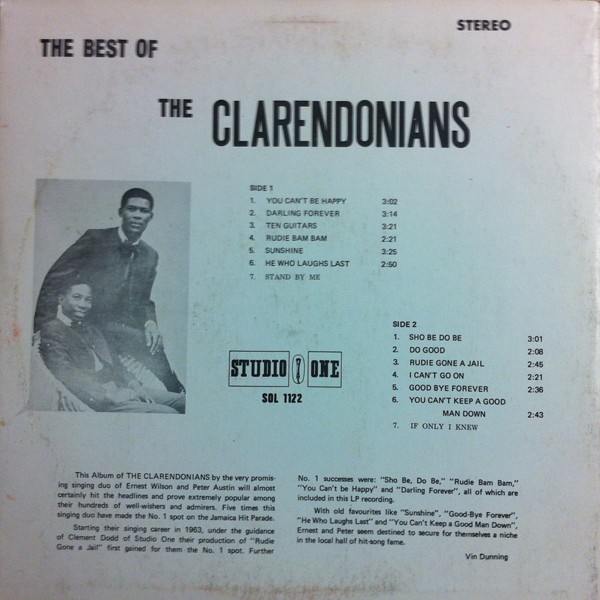 STEREO
THE BEST OF
THE CLARENDONIANS
SIDE 1
1. YOU CAN'T BE HAPPY 3:02
2. DARLING FOREVER 3:14
3. TEN GUITARS 3:21
4. RUDIE BAM BAM 2:21
5. SUNSHINE 3:25
6. HE WHO LAUGHS LAST 2:50
7. STAND BY ME
SIDE 2
1. SHO BE DO BE 3:01
2. DO GOOD 2:08
3. RUDIE GONE A JAIL 2:45
4. I CAN'T GO ON 2:21
5. GOOD BYE FOREVER 2:36
6. YOU CAN'T KEEP A GOOD
MAN DOWN 2:43
7. IF ONLY I KNEW
STUDIO ONE
SOL 1122
This Album of THE CLARENDONIANS by the very promis-
ing singing duo of Ernest Wilson and Peter Austin will almost
certainly hit the headlines and prove extremely popular among
their hundreds of well-wishers and admirers. Five times this
singing duo have made the No. 1 spot on the Jamaica Hit Parade.
Starting their singing career in 1963, under the guidance
of Clement Dodd of Studio One their production of "Rudie
Gone a Jail" first gained for them the No. 1 spot. Further
No. 1 successes were: "Sho Be, Do Be," "Rudie Bam Bam,"
"You Can't be Happy" and "Darling Forever", all of which are
included in this LP recording.
With old favourites like "Sunshine", "Good-Bye Forever",
"He Who Laughs Last" and "You Can't Keep a Good Man Down",
Ernest and Peter seem destined to secure for themselves a niche
in the local hall of hit-song fame.
Vin Dunning